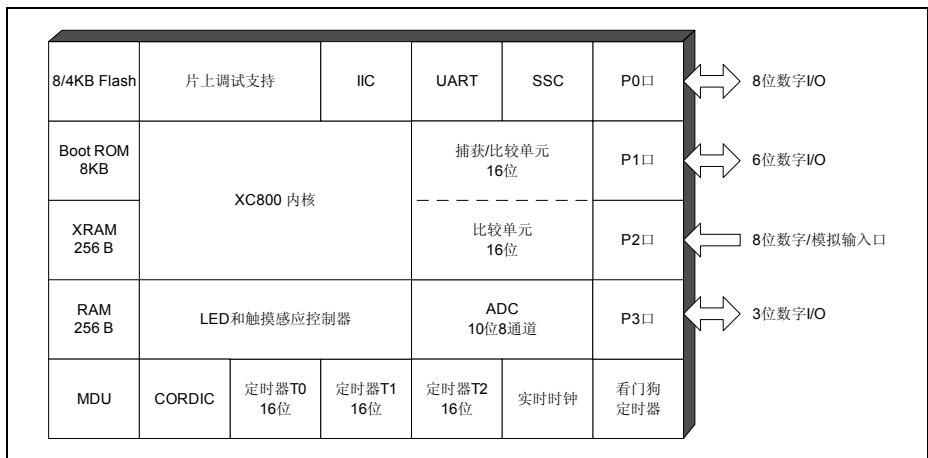 8/4KB Flash
片上调试支持
IIC
UART
SSC
P0口
8位数字I/O
Boot ROM
8KB
XC800 内核
捕获/比较单元
16位
P1口
6位数字I/O
XRAM
256 B
比较单元
16位
P2口
8位数字/模拟输入口
RAM
256 B
LED和触摸感应控制器
ADC
10位8通道
P3口
3位数字I/O
MDU
CORDIC
定时器T0
16位
定时器T1
16位
定时器T2
16位
实时时钟
看门狗
定时器